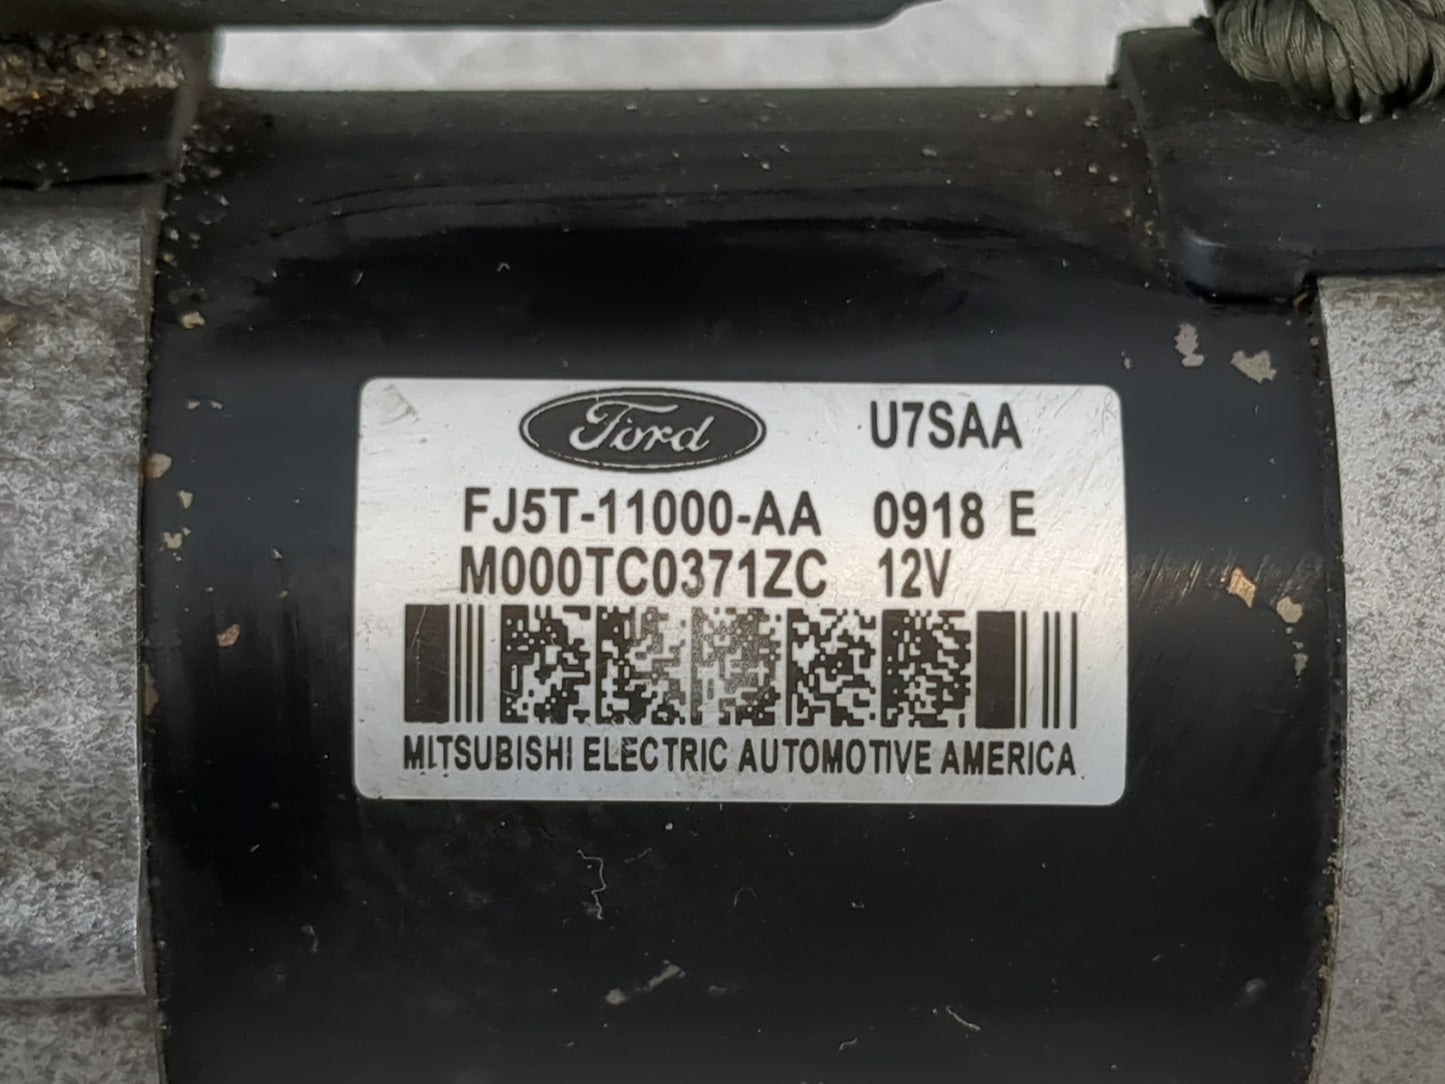 Ford U7SAA
FJ5T-11000-AA 0918 E
M000TC0371ZC 12V
MITSUBISHI ELECTRIC AUTOMOTIVE AMERICA